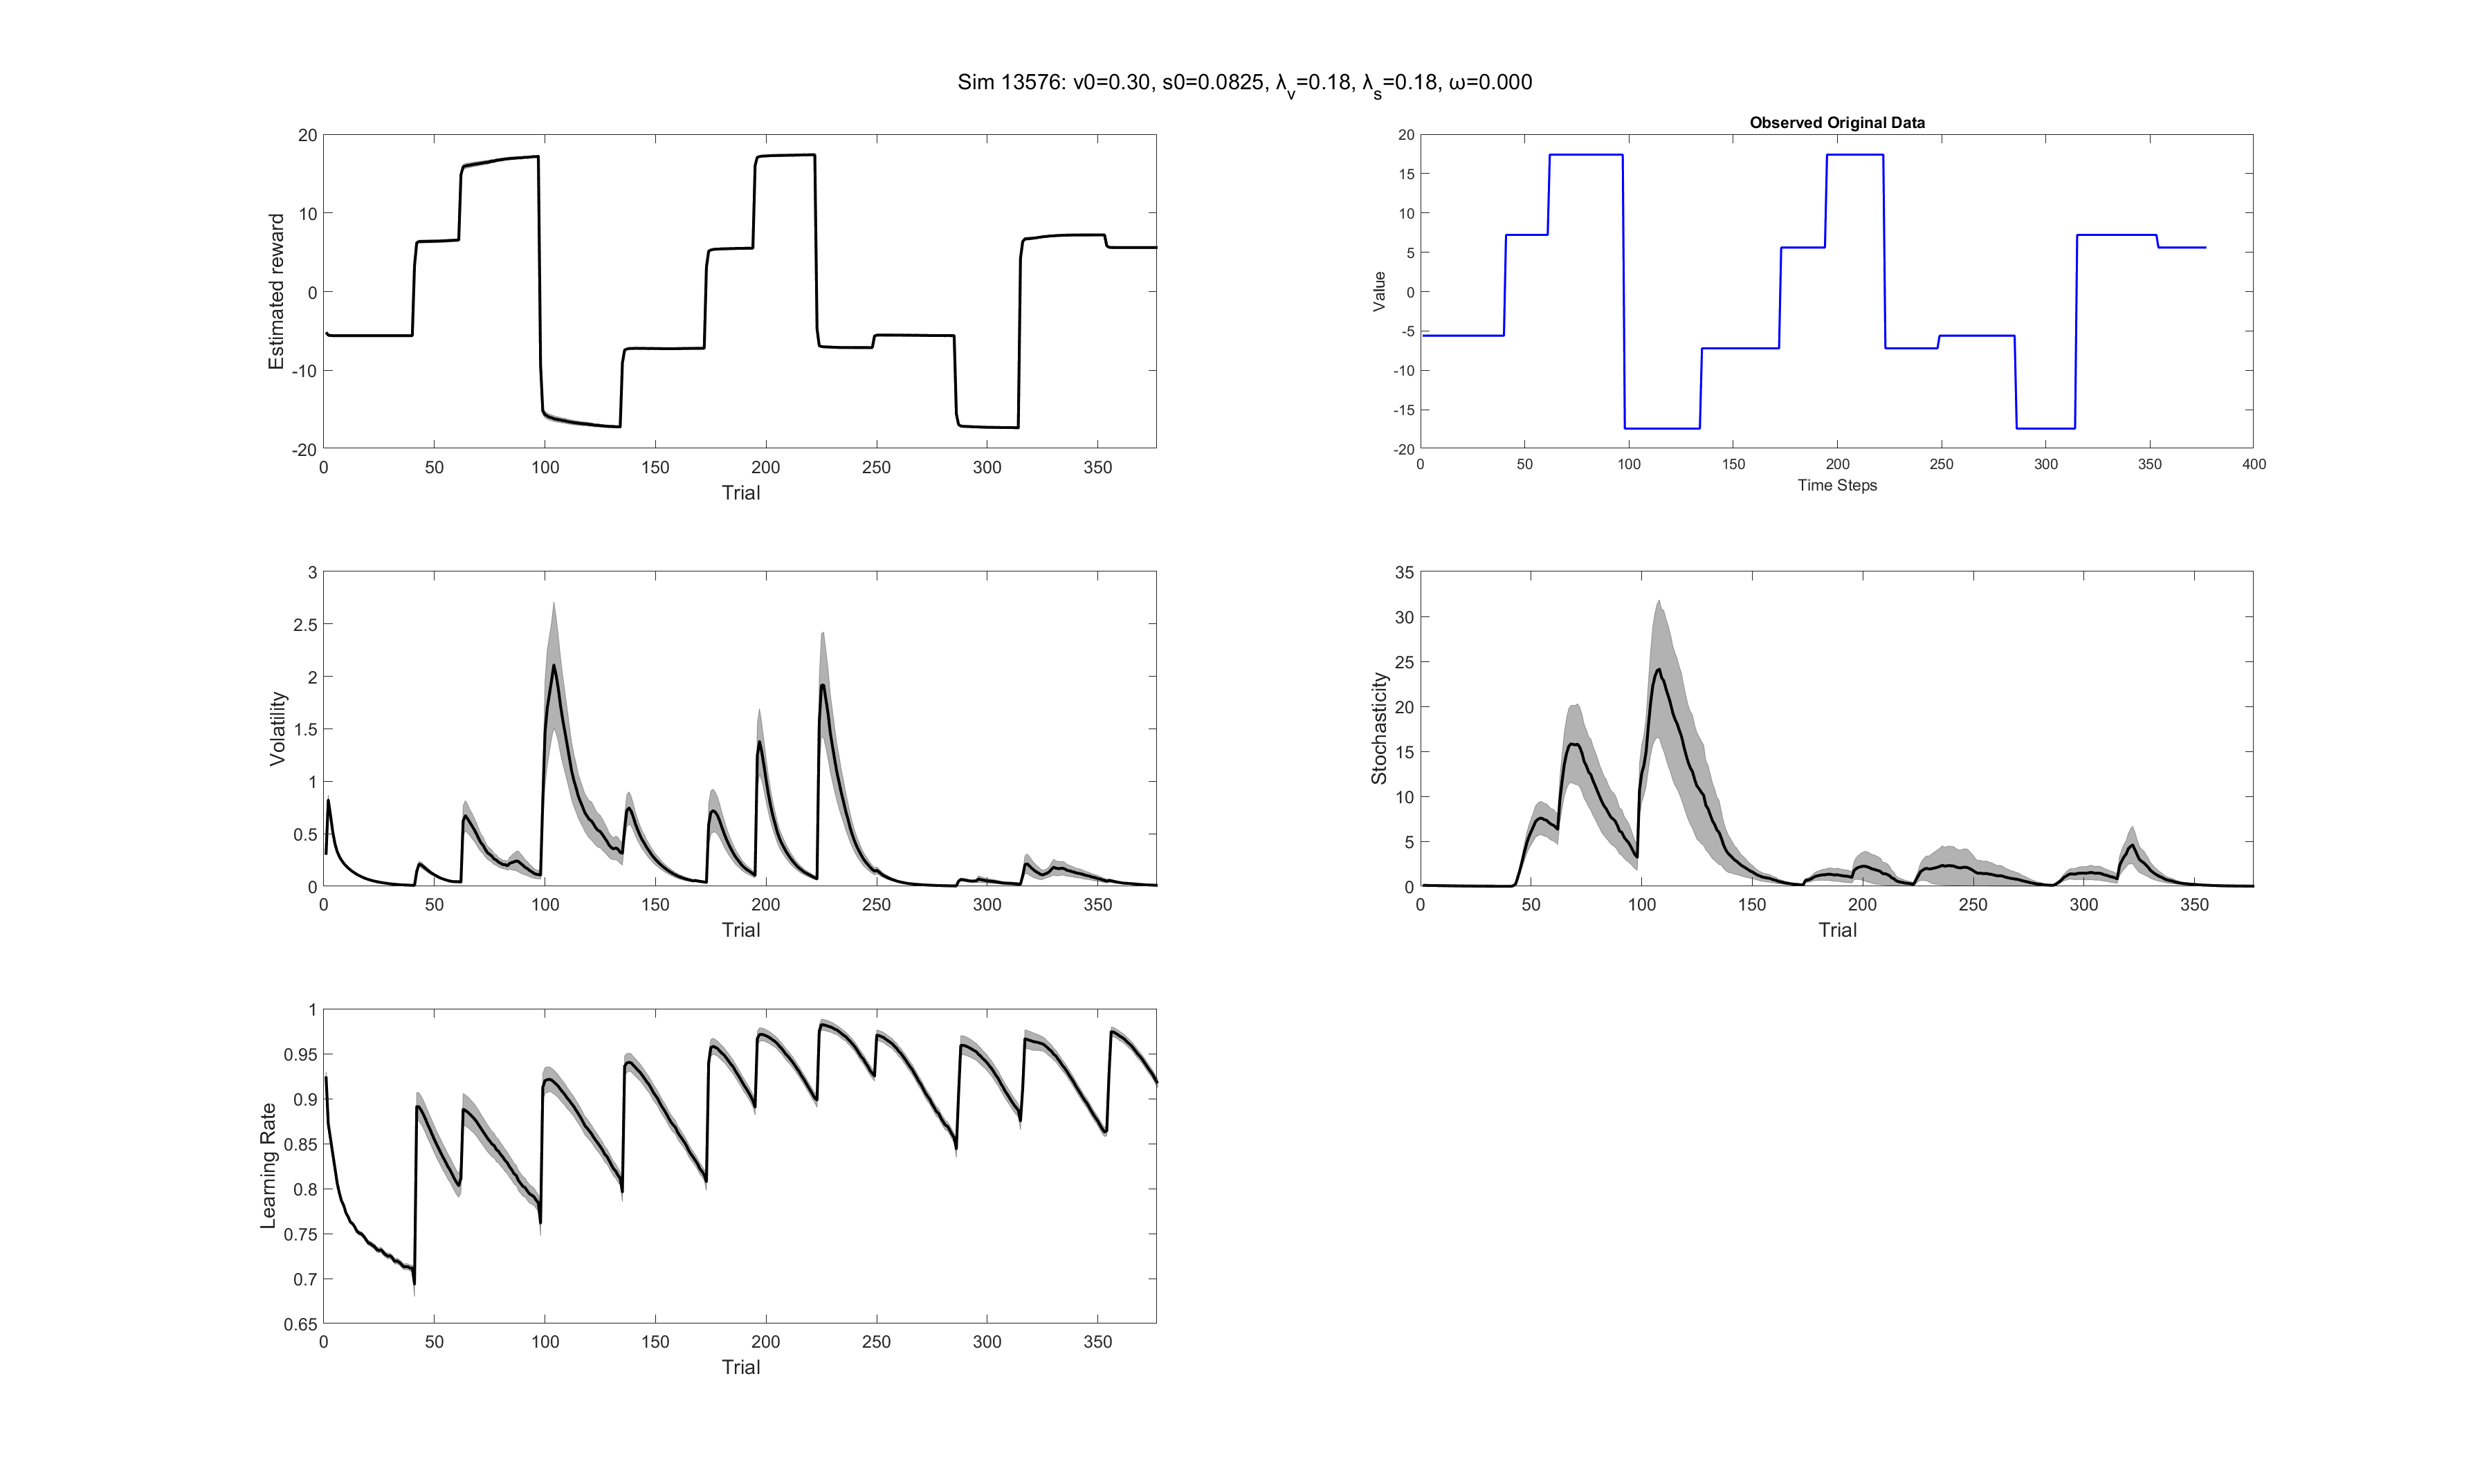 Sim 13576: v0=0.30, s0=0.0825, λv=0.18, λs=0.18, ω=0.000
20
10
0
-10
-20
Estimated reward
0 50 100 150 200 250 300 350
Trial
Observed Original Data
20
15
10
5
0
-5
-10
-15
-20
Value
0 50 100 150 200 250 300 350 400
Time Steps
3
2.5
2
1.5
1
0.5
0
Volatility
0 50 100 150 200 250 300 350
Trial
35
30
25
20
15
10
5
0
Stochasticity
0 50 100 150 200 250 300 350
Trial
1
0.95
0.9
0.85
0.8
0.75
0.7
0.65
Learning Rate
0 50 100 150 200 250 300 350
Trial